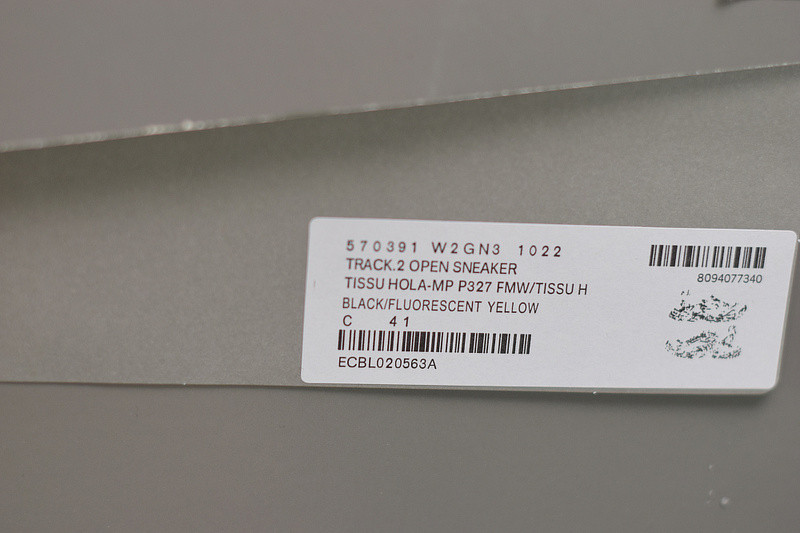 570391 W2GN3 1022
TRACK.2 OPEN SNEAKER
TISSU HOLA-MP P327 FMW/TISSU H
BLACK/FLUORESCENT YELLOW
C 41
ECBL020563A
8094077340